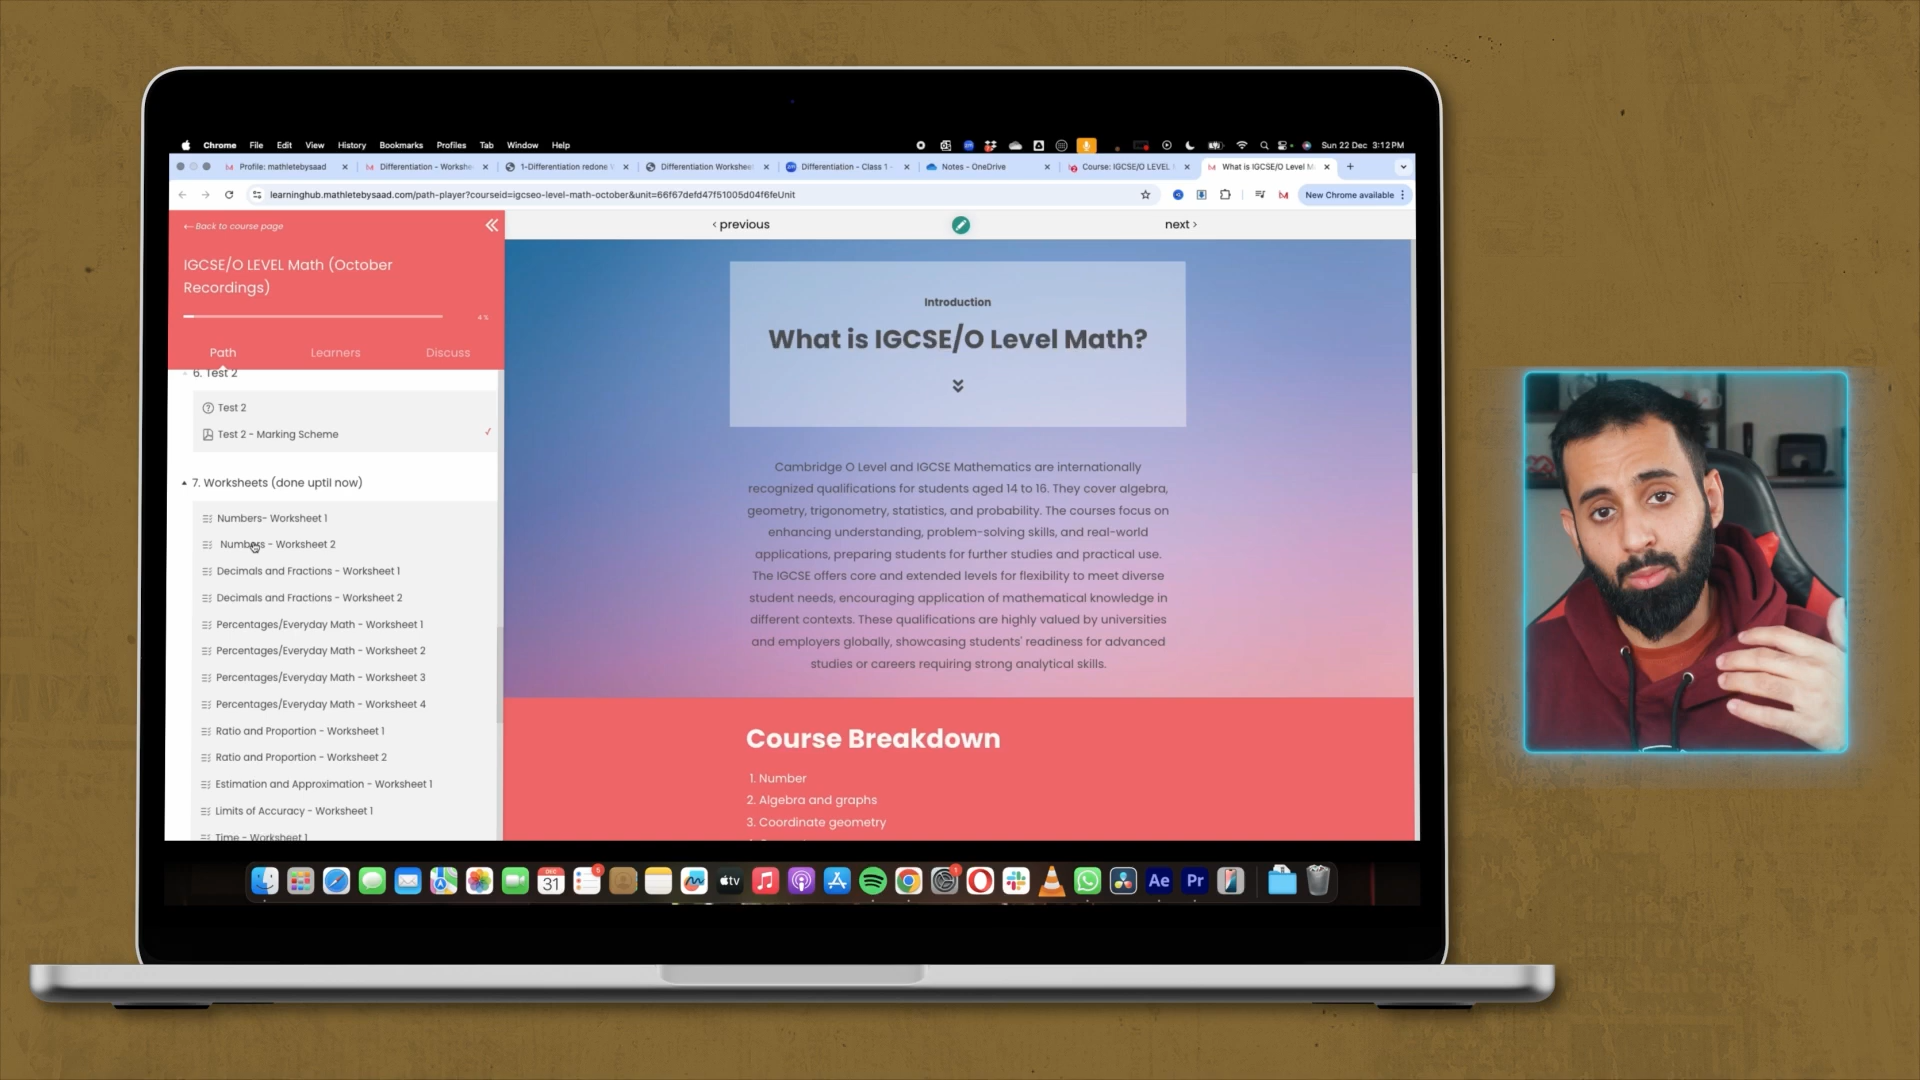 Chrome File Edit View History Bookmarks Profiles Tab Window Help
Sun 22 Dec 3:12 PM
Profile: mathletebysaad
Differentiation - Workshe
1-Differentiation redone
Differentiation Workshee
Differentiation - Class 1 -
Notes - OneDrive
Course: IGCSE/O LEVEL
What is IGCSE/O Level M
learninghub.mathletebysaad.com/path-player?courseid=igcseo-level-math-october&unit=66f67defd47f51005d04f6feUnit
New Chrome available
←Back to course page
IGCSE/O LEVEL Math (October
Recordings)
4%
Path
Learners
Discuss
6. Test 2
Test 2
Test 2 - Marking Scheme
7. Worksheets (done uptil now)
Numbers- Worksheet 1
Numbers - Worksheet 2
Decimals and Fractions - Worksheet 1
Decimals and Fractions - Worksheet 2
Percentages/Everyday Math - Worksheet 1
Percentages/Everyday Math - Worksheet 2
Percentages/Everyday Math - Worksheet 3
Percentages/Everyday Math - Worksheet 4
Ratio and Proportion - Worksheet 1
Ratio and Proportion - Worksheet 2
Estimation and Approximation - Worksheet 1
Limits of Accuracy - Worksheet 1
Time - Worksheet 1
‹ previous
next ›
Introduction
What is IGCSE/O Level Math?
Cambridge O Level and IGCSE Mathematics are internationally
recognized qualifications for students aged 14 to 16. They cover algebra,
geometry, trigonometry, statistics, and probability. The courses focus on
enhancing understanding, problem-solving skills, and real-world
applications, preparing students for further studies and practical use.
The IGCSE offers core and extended levels for flexibility to meet diverse
student needs, encouraging application of mathematical knowledge in
different contexts. These qualifications are highly valued by universities
and employers globally, showcasing students' readiness for advanced
studies or careers requiring strong analytical skills.
Course Breakdown
1. Number
2. Algebra and graphs
3. Coordinate geometry
DEC
31
tv
Ae
Pr